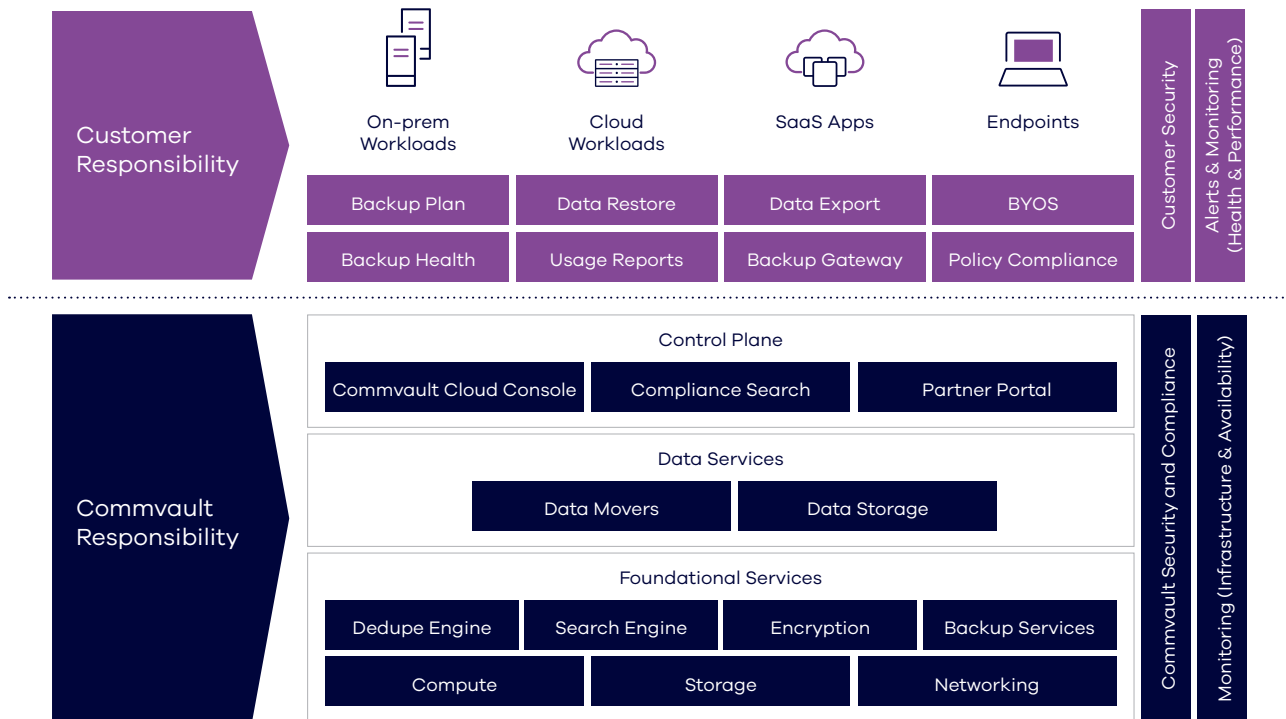 Customer
Responsibility
On-prem
Workloads
Cloud
Workloads
SaaS Apps
Endpoints
Backup Plan
Data Restore
Data Export
BYOS
Backup Health
Usage Reports
Backup Gateway
Policy Compliance
Customer Security
Alerts & Monitoring
(Health & Performance)
Commvault
Responsibility
Control Plane
Commvault Cloud Console
Compliance Search
Partner Portal
Data Services
Data Movers
Data Storage
Foundational Services
Dedupe Engine
Search Engine
Encryption
Backup Services
Compute
Storage
Networking
Commvault Security and Compliance
Monitoring (Infrastructure & Availability)